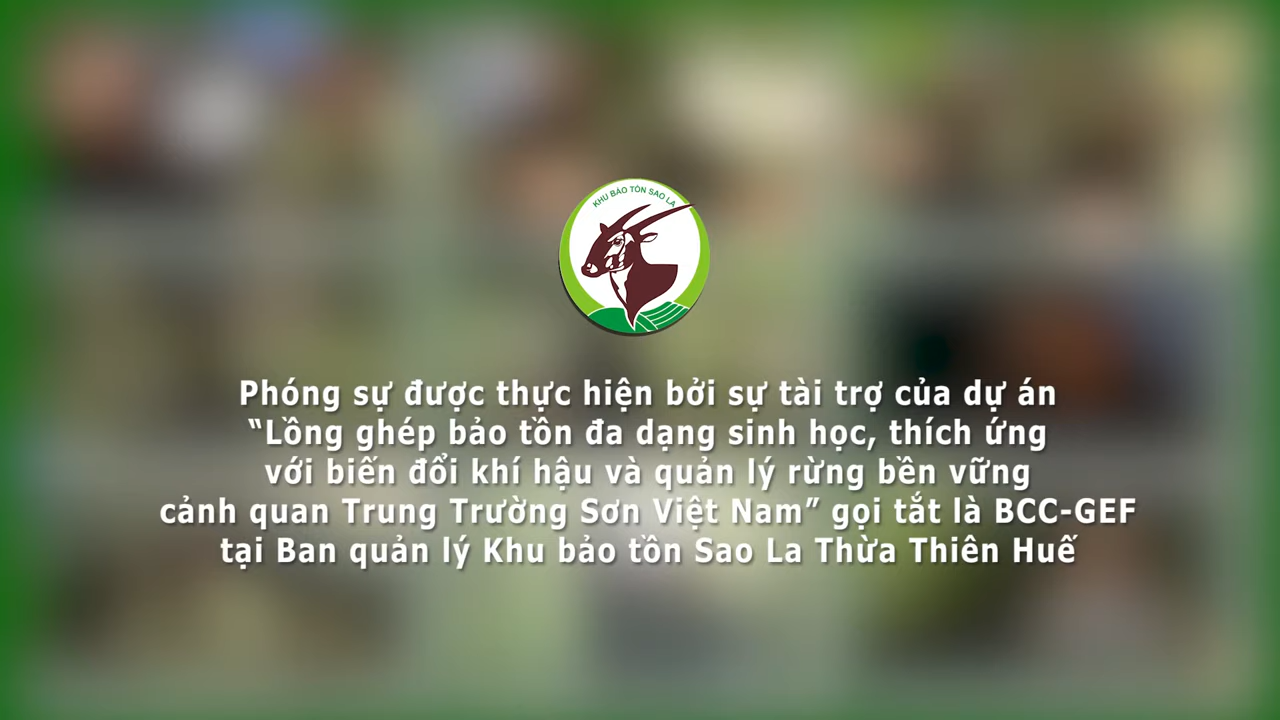 KHU BẢO TỒN SAO LA
Phóng sự được thực hiện bởi sự tài trợ của dự án
“Lồng ghép bảo tồn đa dạng sinh học, thích ứng
với biến đổi khí hậu và quản lý rừng bền vững
cảnh quan Trung Trường Sơn Việt Nam” gọi tắt là BCC-GEF
tại Ban quản lý Khu bảo tồn Sao La Thừa Thiên Huế